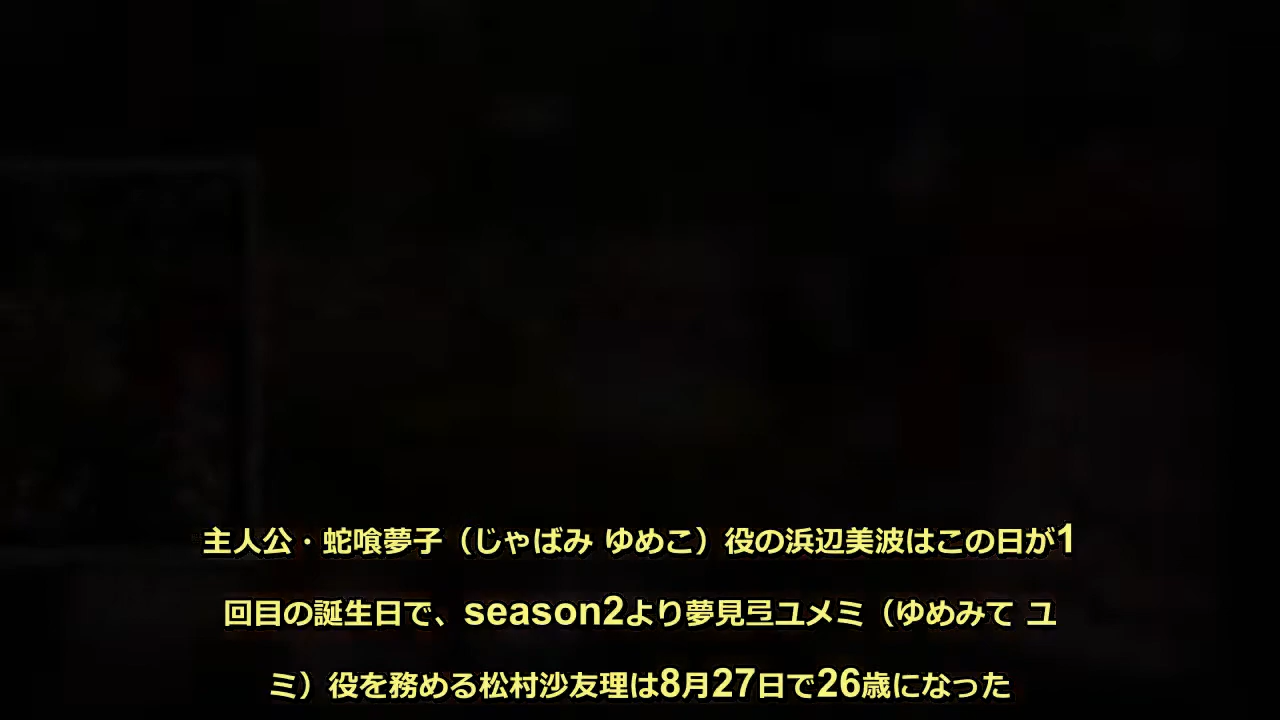 主人公・蛇喰夢子（じゃばみ ゆめこ）役の浜辺美波はこの日が1
回目の誕生日で、season2より夢見弖ユメミ（ゆめみて ユ
ミ）役を務める松村沙友理は8月27日で26歳になった